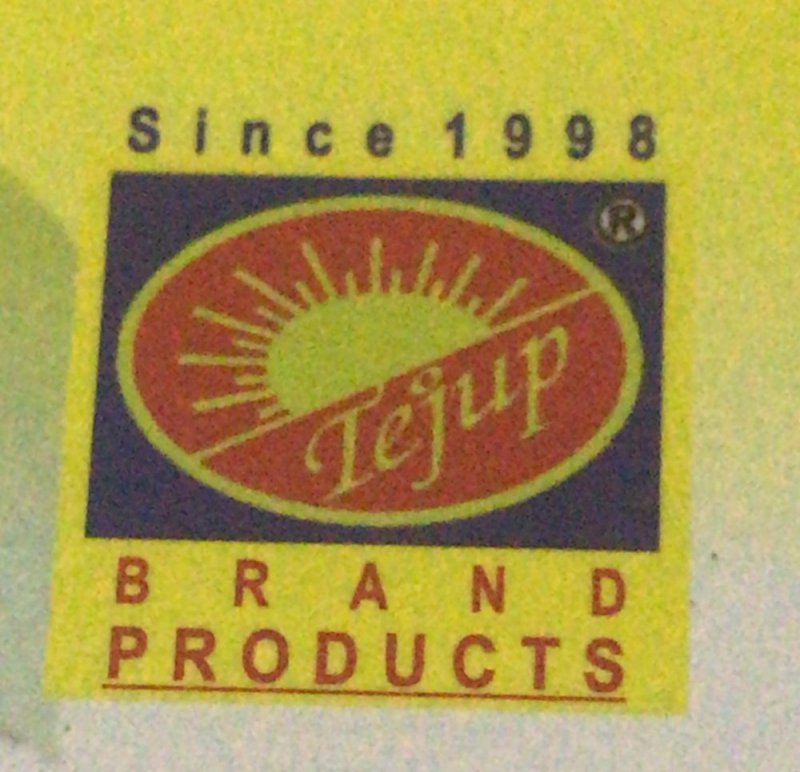 Since 1998
®
Tejup
BRAND
PRODUCTS